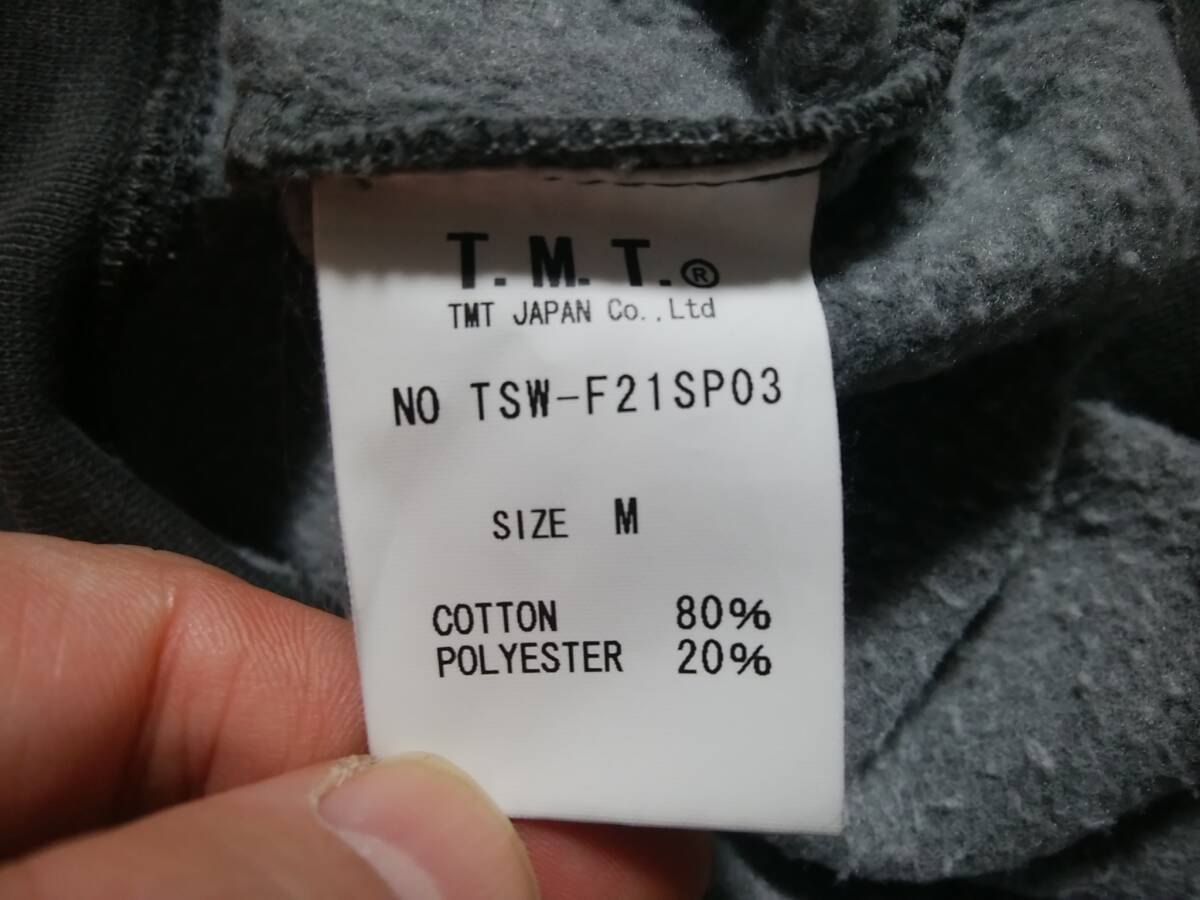 T.M.T.®
TMT JAPAN Co.,Ltd
NO TSW-F21SP03
SIZE M
COTTON 80%
POLYESTER 20%